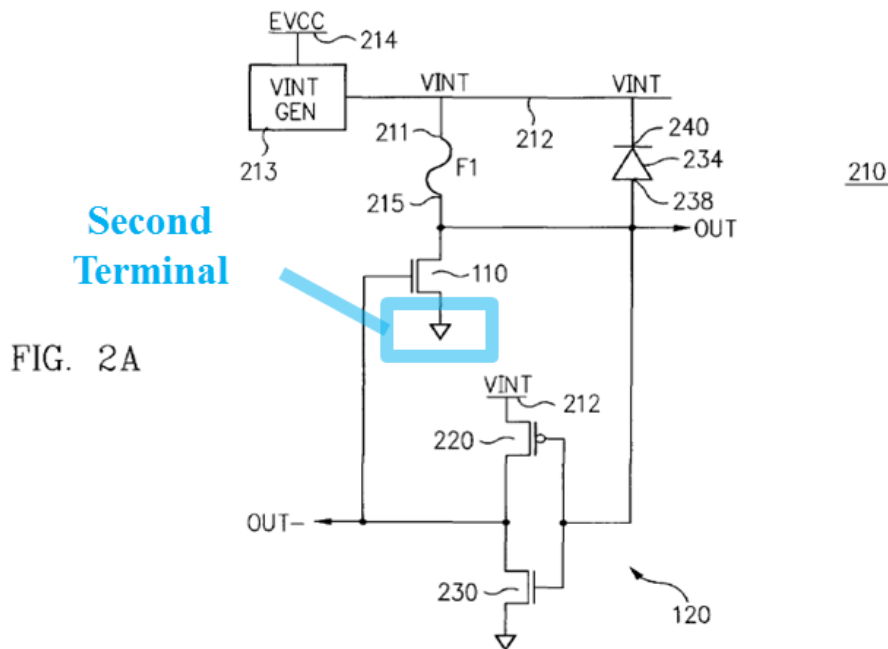 EVCC
214
VINT
GEN
213
VINT
VINT
212
211
F1
215
240
234
238
210
OUT
Second
Terminal
110
FIG. 2A
VINT
212
220
OUT-
230
120